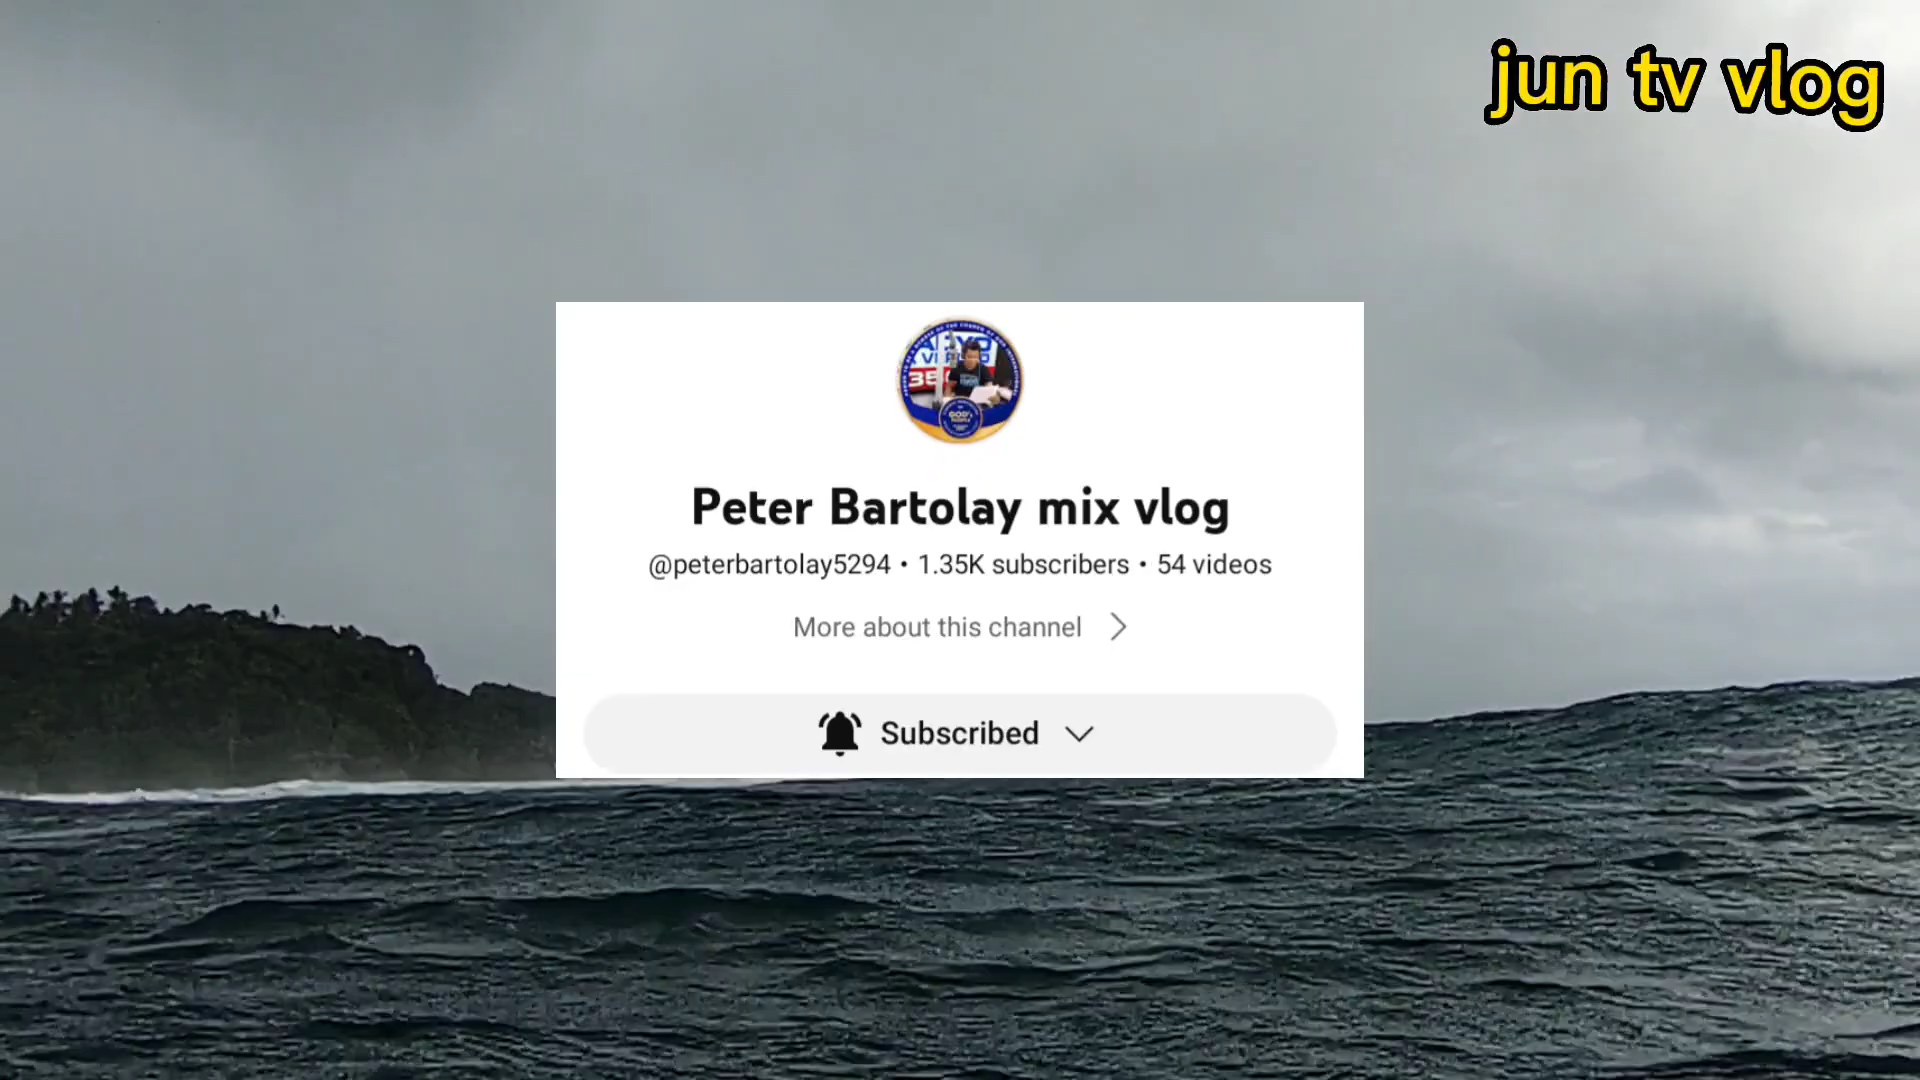 jun tv vlog
Peter Bartolay mix vlog
@peterbartolay5294 • 1.35K subscribers • 54 videos
More about this channel
Subscribed